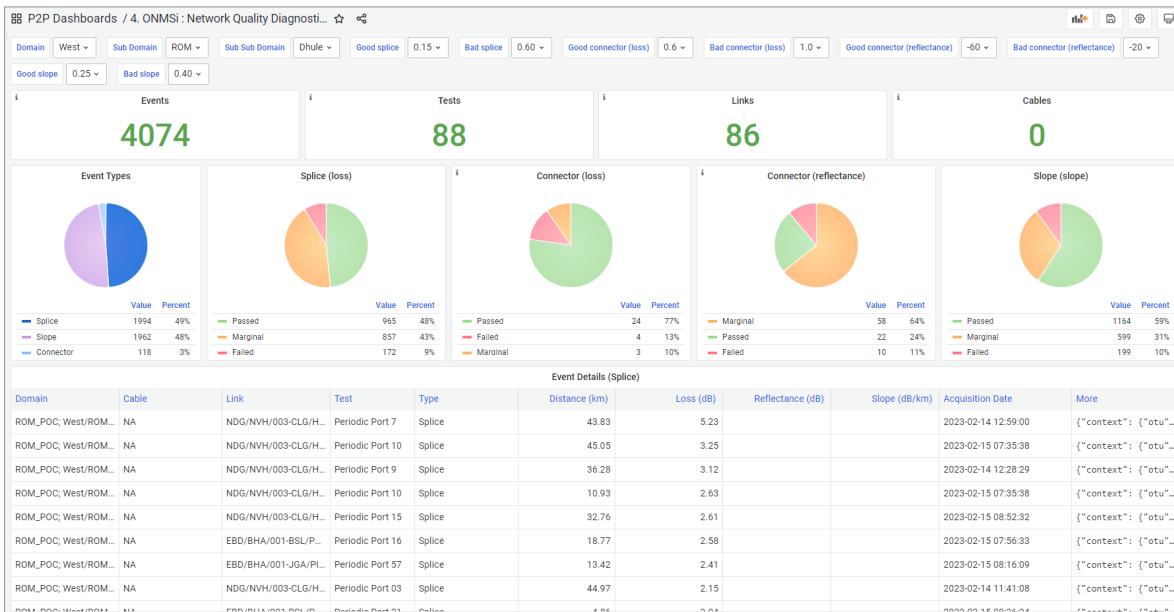 P2P Dashboards / 4. ONMSi : Network Quality Diagnosti...
Domain West Sub Domain ROM Sub Sub Domain Dhule Good splice 0.15 Bad splice 0.60 Good connector (loss) 0.6 Bad connector (loss) 1.0 Good connector (reflectance) -60 Bad connector (reflectance) -20
Good slope 0.25 Bad slope 0.40
Events Tests Links Cables
4074 88 86 0
Event Types Splice (loss) Connector (loss) Connector (reflectance) Slope (slope)
Value Percent Value Percent Value Percent Value Percent Value Percent
Splice 1994 49% Passed 965 48% Passed 24 77% Marginal 58 64% Passed 1164 59%
Slope 1962 48% Marginal 857 43% Failed 4 13% Passed 22 24% Marginal 599 31%
Connector 118 3% Failed 172 9% Marginal 3 10% Failed 10 11% Failed 199 10%
Event Details (Splice)
Domain Cable Link Test Type Distance (km) Loss (dB) Reflectance (dB) Slope (dB/km) Acquisition Date More
ROM_POC; West/ROM... NA NDG/NVH/003-CLG/H... Periodic Port 7 Splice 43.83 5.23 2023-02-14 12:59:00 {"context": {"otu"...
ROM_POC; West/ROM... NA NDG/NVH/003-CLG/H... Periodic Port 10 Splice 45.05 3.25 2023-02-15 07:35:38 {"context": {"otu"...
ROM_POC; West/ROM... NA NDG/NVH/003-CLG/H... Periodic Port 9 Splice 36.28 3.12 2023-02-14 12:28:29 {"context": {"otu"...
ROM_POC; West/ROM... NA NDG/NVH/003-CLG/H... Periodic Port 10 Splice 10.93 2.63 2023-02-15 07:35:38 {"context": {"otu"...
ROM_POC; West/ROM... NA NDG/NVH/003-CLG/H... Periodic Port 15 Splice 32.76 2.61 2023-02-15 08:52:32 {"context": {"otu"...
ROM_POC; West/ROM... NA EBD/BHA/001-BSL/P... Periodic Port 16 Splice 18.77 2.58 2023-02-15 07:56:33 {"context": {"otu"...
ROM_POC; West/ROM... NA EBD/BHA/001-JGA/Pl... Periodic Port 57 Splice 13.42 2.41 2023-02-15 08:16:09 {"context": {"otu"...
ROM_POC; West/ROM... NA NDG/NVH/003-CLG/H... Periodic Port 03 Splice 44.97 2.15 2023-02-14 11:41:08 {"context": {"otu"...